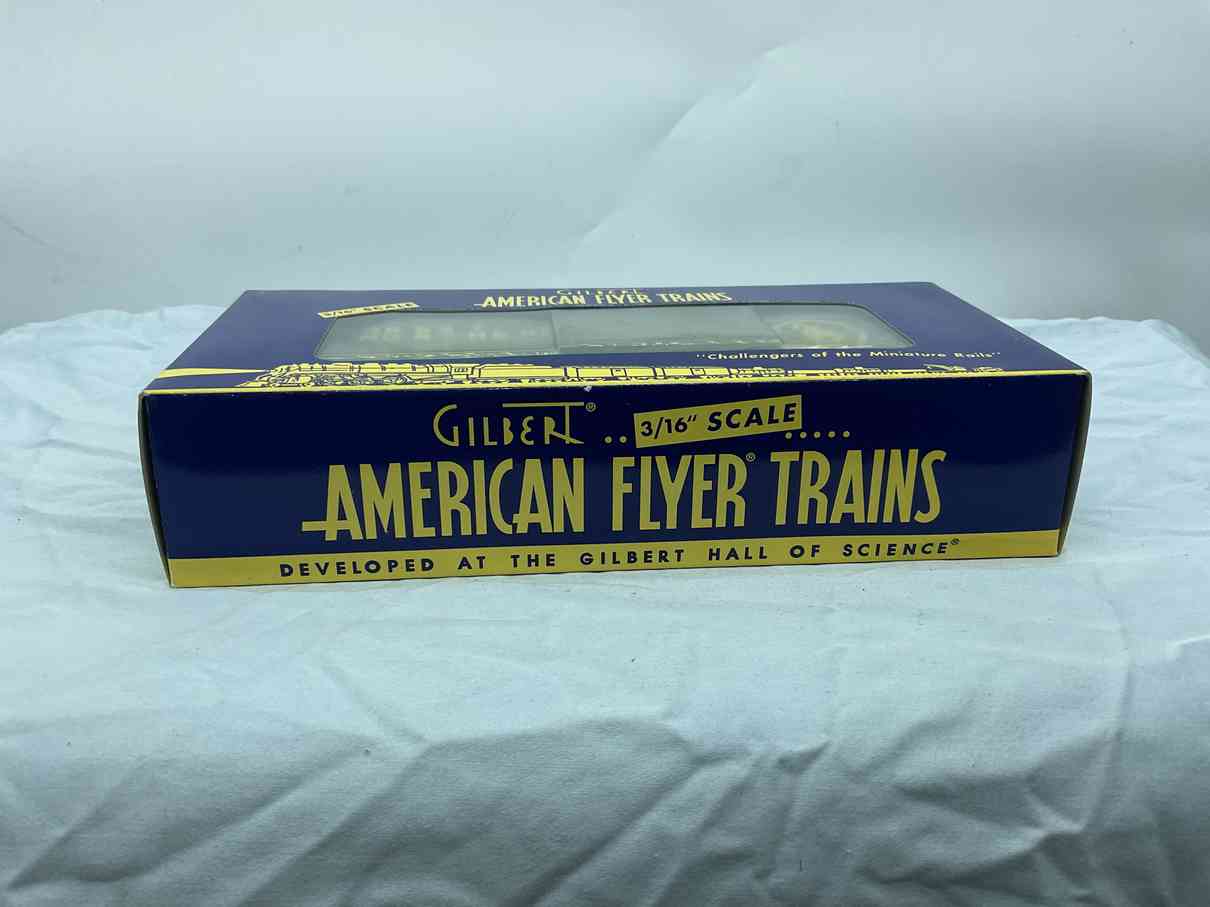 GILBERT
AMERICAN FLYER TRAINS
3/16" SCALE
"Challengers of the Miniature Rails"
GILBERT® .. 3/16" SCALE .....
AMERICAN FLYER® TRAINS
DEVELOPED AT THE GILBERT HALL OF SCIENCE®